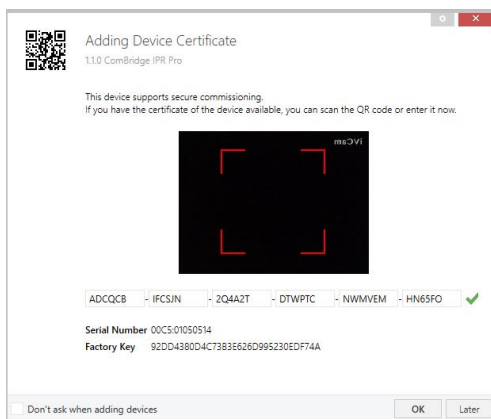 Adding Device Certificate
1.1.0 ComBridge IPR Pro
This device supports secure commissioning.
If you have the certificate of the device available, you can scan the QR code or enter it now.
iVCam
ADCQCB - IFCSJN - 2Q4A2T - DTWPTC - NWMVEM - HN65FO
Serial Number 00C5:01050514
Factory Key 92DD4380D4C73B3E626D995230EDF74A
Don't ask when adding devices
OK Later